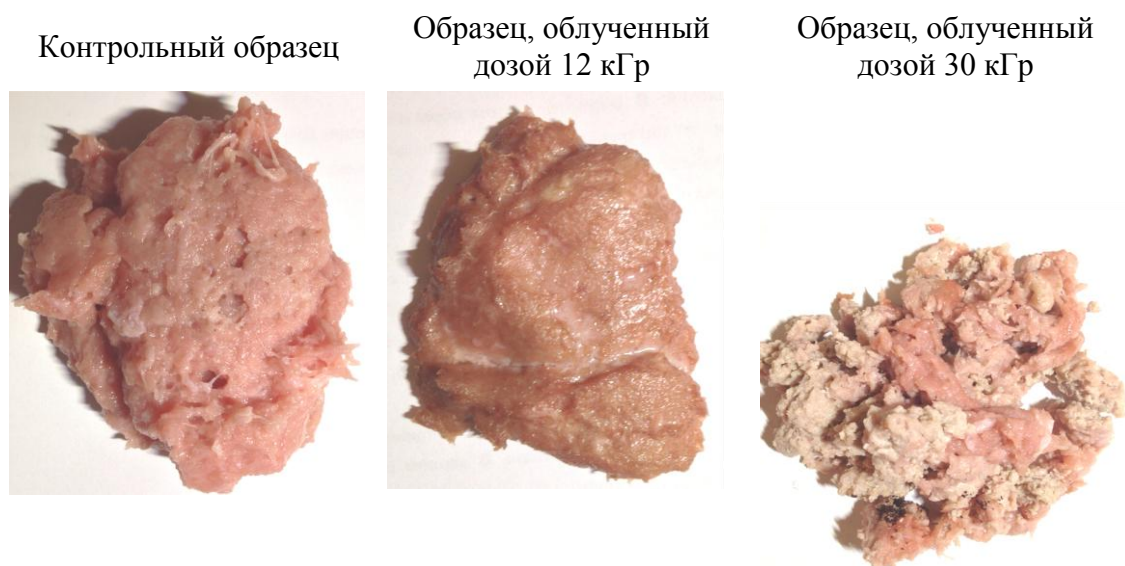 Контрольный образец
Образец, облученный
дозой 12 кГр
Образец, облученный
дозой 30 кГр